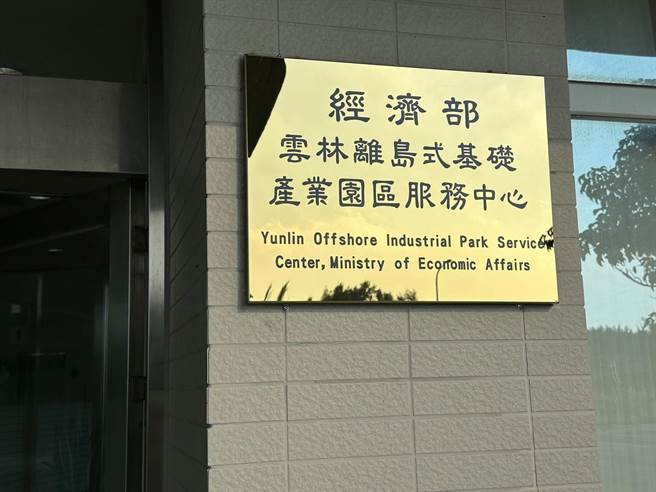 經濟部
雲林離島式基礎
產業園區服務中心
Yunlin Offshore Industrial Park Service
Center, Ministry of Economic Affairs